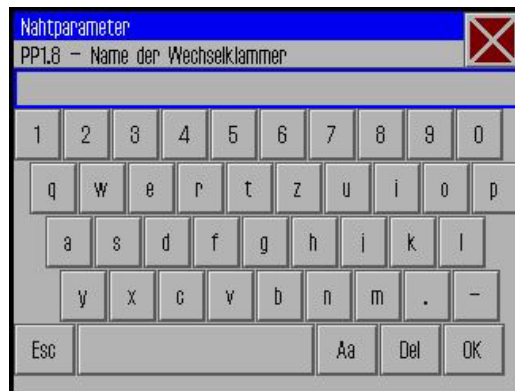 Nahtparameter
PP1.8 - Name der Wechselklammer
1 2 3 4 5 6 7 8 9 0
q w e r t z u i o p
a s d f g h j k l
y x c v b n m . -
Esc Aa Del OK